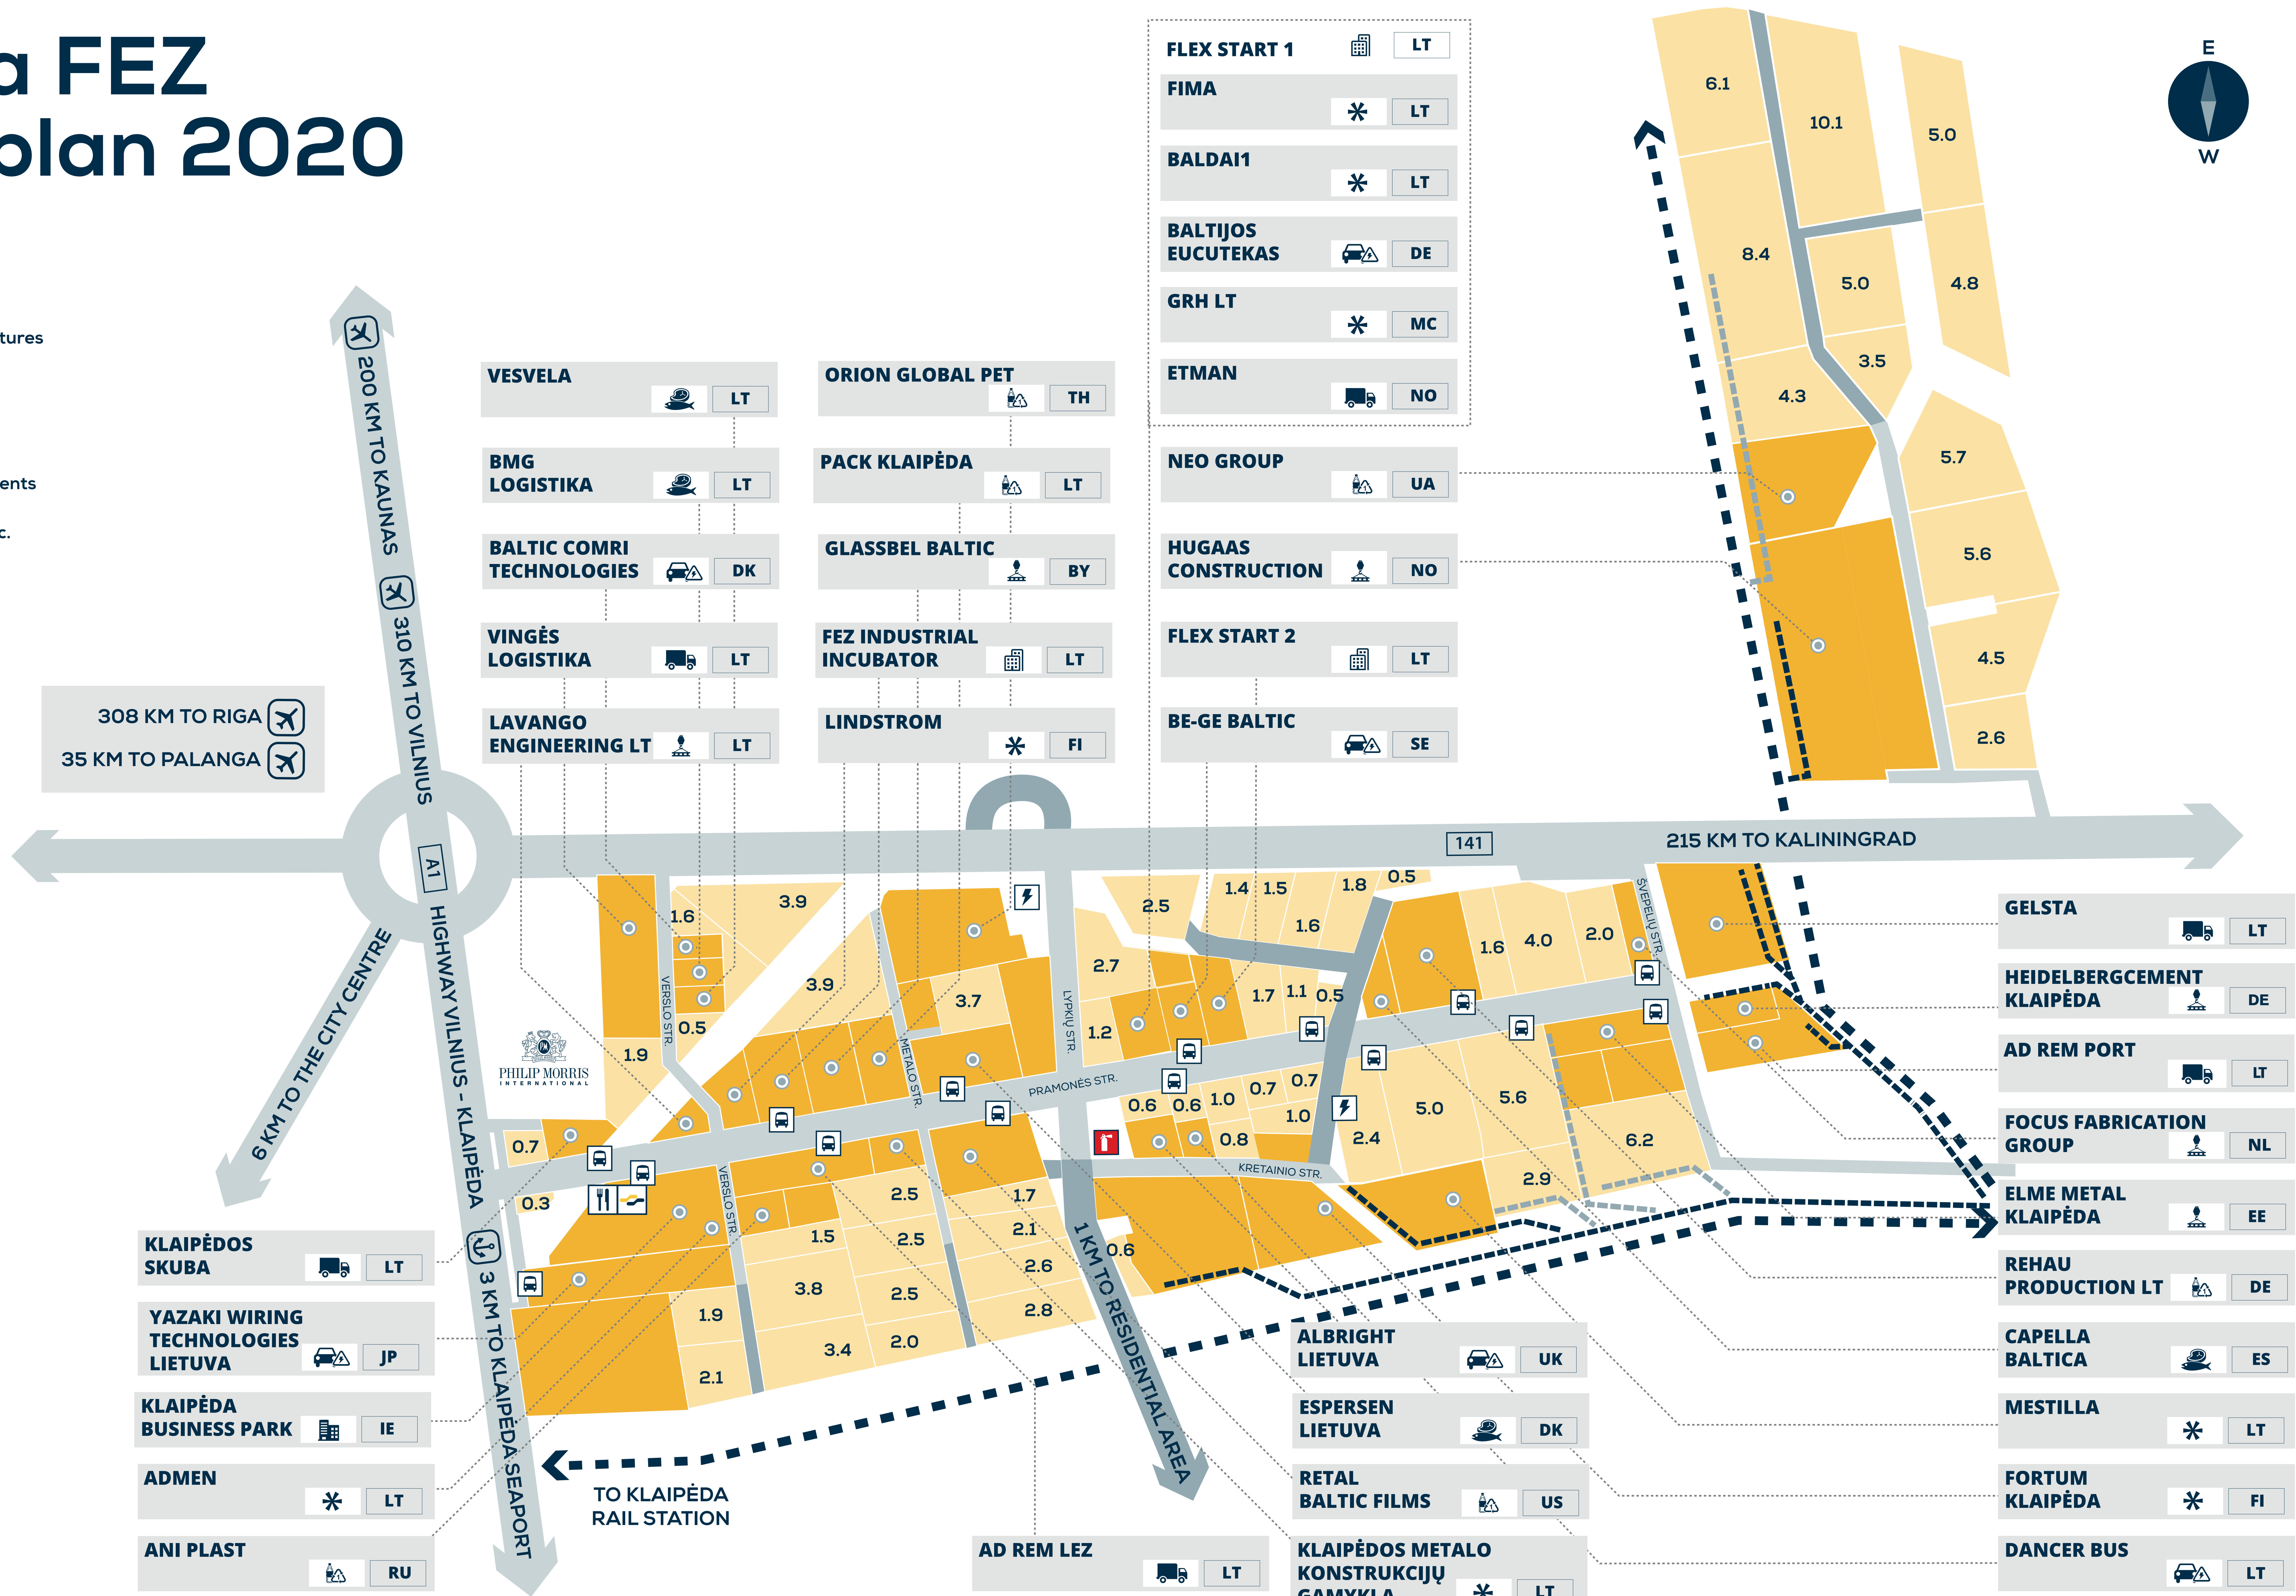 a FEZ
plan 2020
tures
ents
c.
E
W
308 KM TO RIGA
35 KM TO PALANGA
200 KM TO KAUNAS
310 KM TO VILNIUS
A1
HIGHWAY VILNIUS - KLAIPĖDA
3 KM TO KLAIPĖDA SEAPORT
6 KM TO THE CITY CENTRE
141
215 KM TO KALININGRAD
1 KM TO RESIDENTIAL AREA
TO KLAIPĖDA
RAIL STATION
FLEX START 1
LT
FIMA
LT
BALDAI1
LT
BALTIJOS
EUCUTEKAS
DE
GRH LT
MC
ETMAN
NO
VESVELA
LT
BMG
LOGISTIKA
LT
BALTIC COMRI
TECHNOLOGIES
DK
VINGĖS
LOGISTIKA
LT
LAVANGO
ENGINEERING LT
LT
ORION GLOBAL PET
TH
PACK KLAIPĖDA
LT
GLASSBEL BALTIC
BY
FEZ INDUSTRIAL
INCUBATOR
LT
LINDSTROM
FI
NEO GROUP
UA
HUGAAS
CONSTRUCTION
NO
FLEX START 2
LT
BE-GE BALTIC
SE
6.1
10.1
5.0
8.4
5.0
4.8
4.3
3.5
5.7
5.6
4.5
2.6
PHILIP MORRIS
INTERNATIONAL
VERSLO STR.
METALO STR.
LYPKIŲ STR.
PRAMONĖS STR.
ŠVEPELIŲ STR.
KRETAINIO STR.
VERSLO STR.
1.6
3.9
3.9
0.5
1.9
3.7
2.5
1.4
1.5
1.6
1.8
0.5
2.7
1.2
1.7
1.1
0.5
1.6
4.0
2.0
0.7
0.3
0.6
0.6
1.0
0.7
0.7
0.8
1.0
2.4
5.0
5.6
2.9
6.2
2.5
1.5
2.5
3.8
2.5
3.4
2.0
1.9
2.1
1.7
2.1
2.6
2.8
0.6
KLAIPĖDOS
SKUBA
LT
YAZAKI WIRING
TECHNOLOGIES
LIETUVA
JP
KLAIPĖDA
BUSINESS PARK
IE
ADMEN
LT
ANI PLAST
RU
AD REM LEZ
LT
ALBRIGHT
LIETUVA
UK
ESPERSEN
LIETUVA
DK
RETAL
BALTIC FILMS
US
KLAIPĖDOS METALO
KONSTRUKCIJŲ
GAMYKLA
LT
GELSTA
LT
HEIDELBERGCEMENT
KLAIPĖDA
DE
AD REM PORT
LT
FOCUS FABRICATION
GROUP
NL
ELME METAL
KLAIPĖDA
EE
REHAU
PRODUCTION LT
DE
CAPELLA
BALTICA
ES
MESTILLA
LT
FORTUM
KLAIPĖDA
FI
DANCER BUS
LT